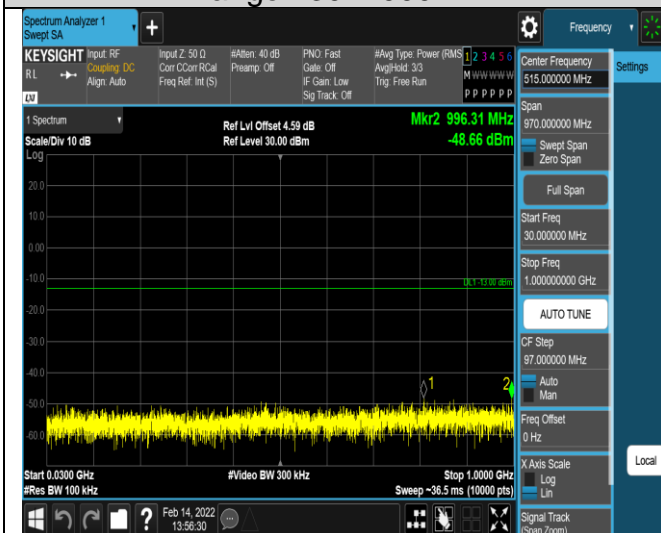 Spectrum Analyzer 1
Swept SA
+
Frequency
KEYSIGHT
R L
LXI
Input: RF
Coupling: DC
Align: Auto
Input Z: 50 Ω
Corr CCorr RCal
Freq Ref: Int (S)
#Atten: 40 dB
Preamp: Off
PNO: Fast
Gate: Off
IF Gain: Low
Sig Track: Off
#Avg Type: Power (RMS
Avg|Hold: 3/3
Trig: Free Run
1 2 3 4 5 6
M W W W W W
P P P P P P
Center Frequency
515.000000 MHz
Settings
Span
970.000000 MHz
Swept Span
Zero Span
Full Span
Start Freq
30.000000 MHz
Stop Freq
1.000000000 GHz
AUTO TUNE
CF Step
97.000000 MHz
Auto
Man
Freq Offset
0 Hz
X Axis Scale
Log
Lin
Signal Track
(Span Zoom)
Local
1 Spectrum
Scale/Div 10 dB
Log
Ref Lvl Offset 4.59 dB
Ref Level 30.00 dBm
Mkr2 996.31 MHz
-48.66 dBm
20.0
10.0
0.00
-10.0
DL1 -13.00 dBm
-20.0
-30.0
-40.0
1
2
-50.0
-60.0
Start 0.0300 GHz
#Video BW 300 kHz
Stop 1.0000 GHz
#Res BW 100 kHz
Sweep ~36.5 ms (10000 pts)
?
Feb 14, 2022
13:56:30